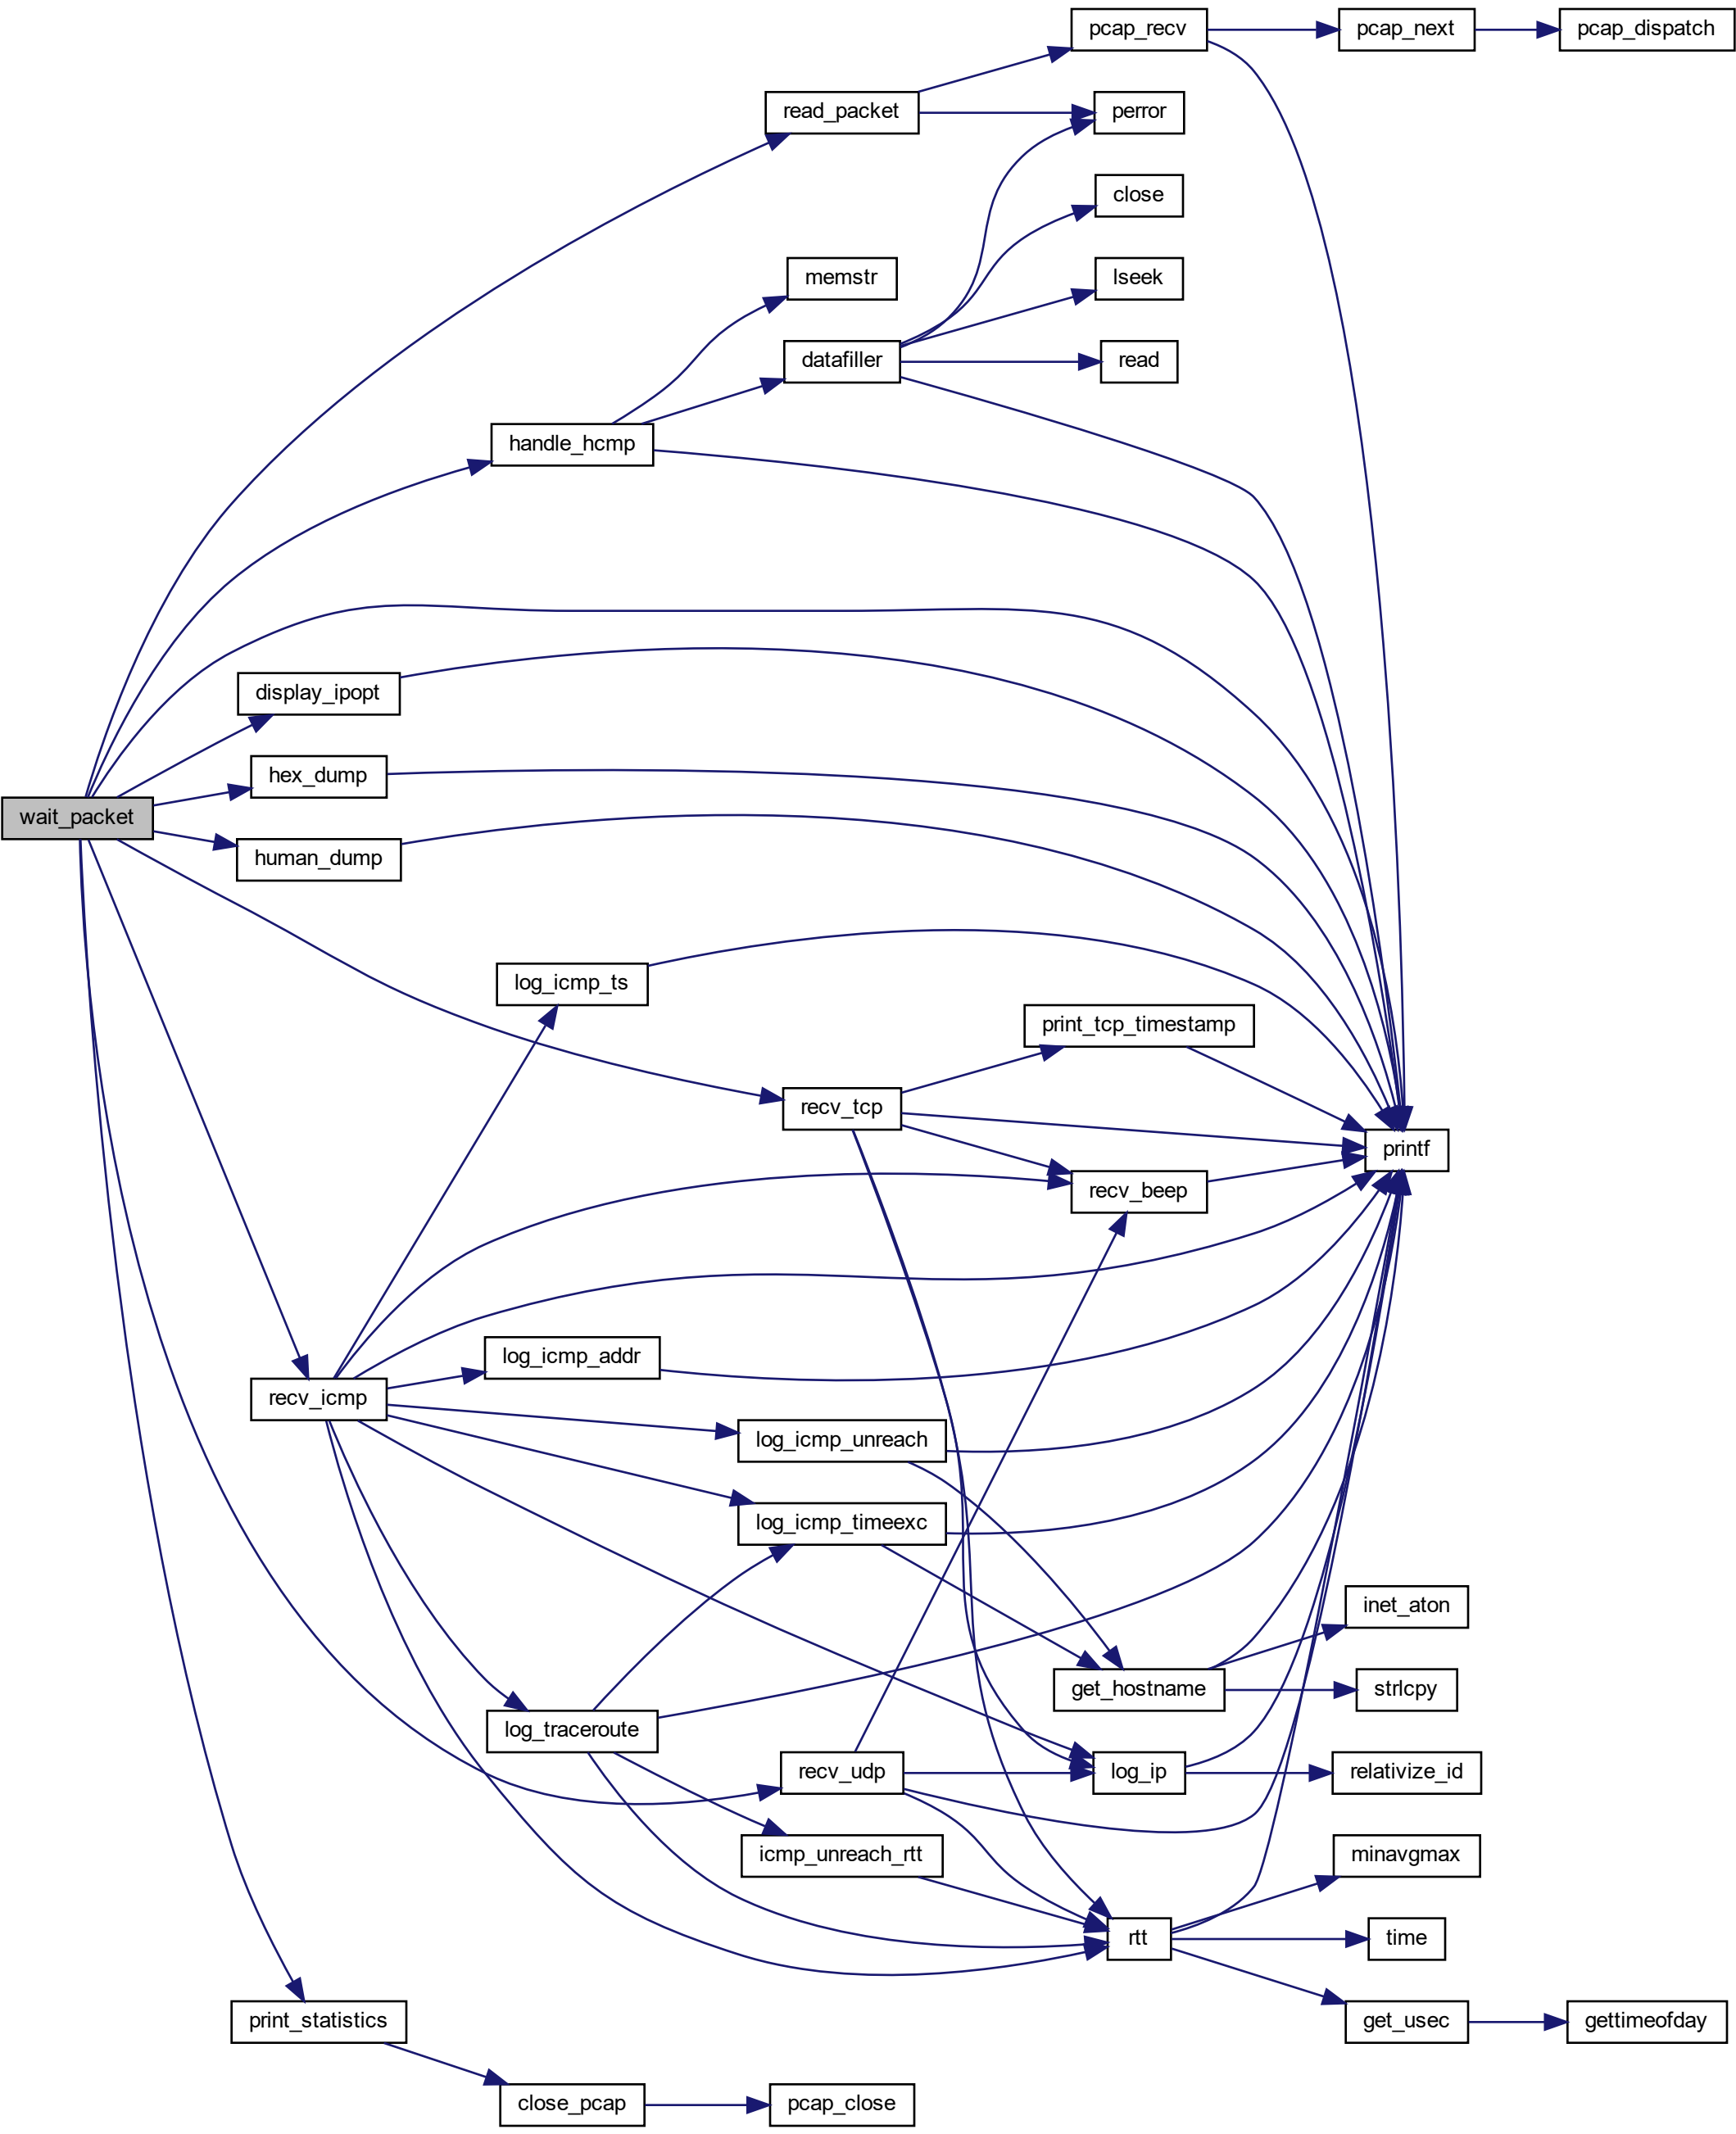 pcap_recv
pcap_next
pcap_dispatch
read_packet
perror
close
memstr
lseek
datafiller
read
handle_hcmp
display_ipopt
hex_dump
wait_packet
human_dump
log_icmp_ts
print_tcp_timestamp
recv_tcp
printf
recv_beep
log_icmp_addr
recv_icmp
log_icmp_unreach
log_icmp_timeexc
inet_aton
get_hostname
strlcpy
log_traceroute
recv_udp
log_ip
relativize_id
icmp_unreach_rtt
minavgmax
rtt
time
print_statistics
get_usec
gettimeofday
close_pcap
pcap_close